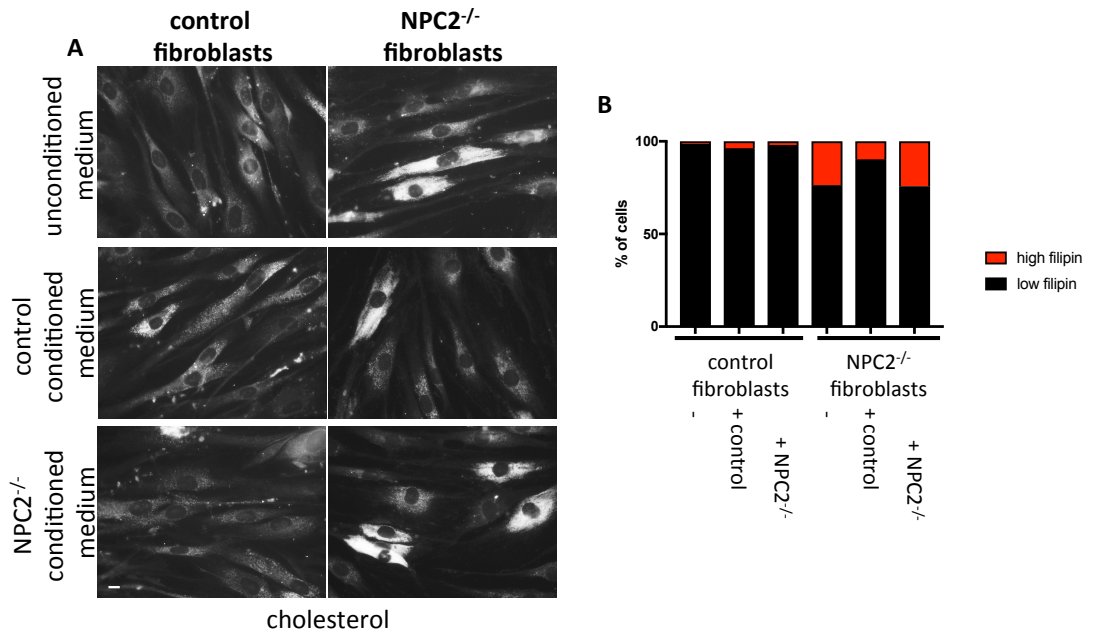 A
control
fibroblasts
NPC2-/-
fibroblasts
unconditioned
medium
control
conditioned
medium
NPC2-/-
conditioned
medium
cholesterol
B
% of cells
100
50
0
high filipin
low filipin
control
fibroblasts
NPC2-/-
fibroblasts
-
+ control
+ NPC2-/-
-
+ control
+ NPC2-/-